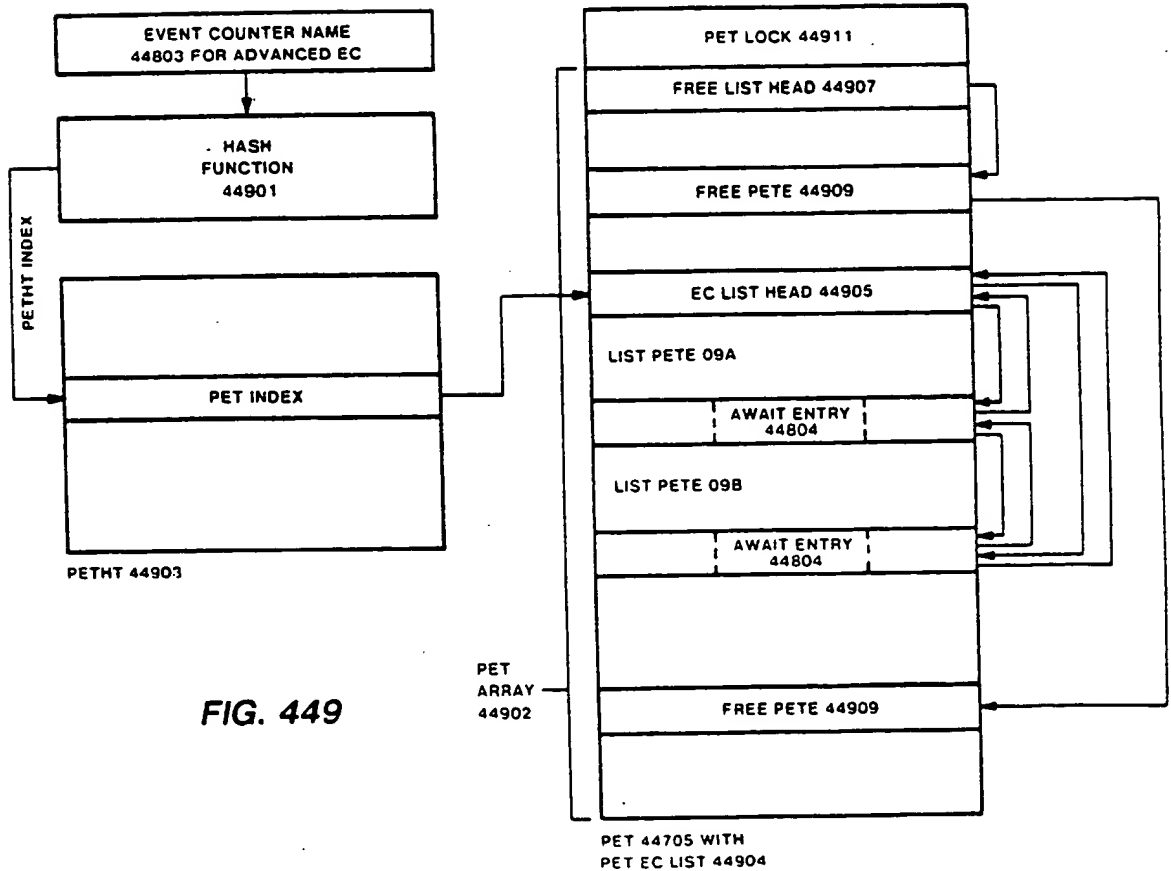 EVENT COUNTER NAME
44803 FOR ADVANCED EC
HASH
FUNCTION
44901
PETHT INDEX
PET INDEX
PETHT 44903
FIG. 449
PET LOCK 44911
FREE LIST HEAD 44907
FREE PETE 44909
EC LIST HEAD 44905
LIST PETE 09A
AWAIT ENTRY
44804
LIST PETE 09B
AWAIT ENTRY
44804
FREE PETE 44909
PET
ARRAY
44902
PET 44705 WITH
PET EC LIST 44904